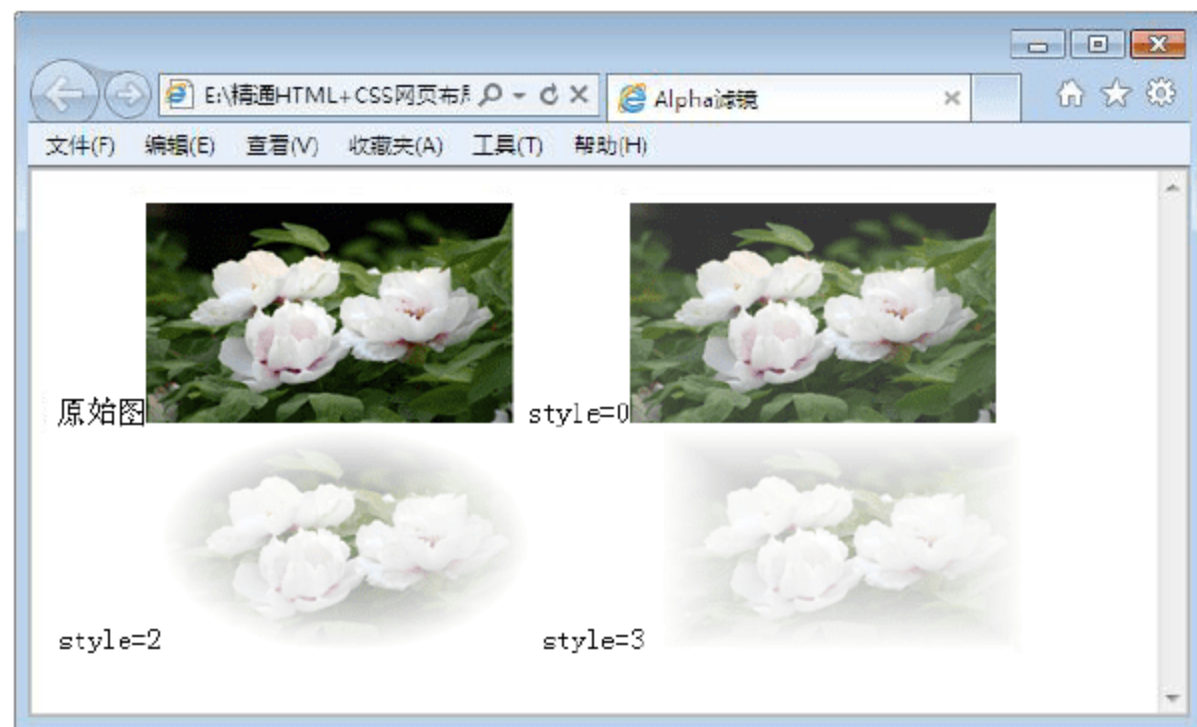 E:\精通HTML+CSS网页布
Alpha滤镜
文件(F) 编辑(E) 查看(V) 收藏夹(A) 工具(T) 帮助(H)
原始图 style=0
style=2 style=3